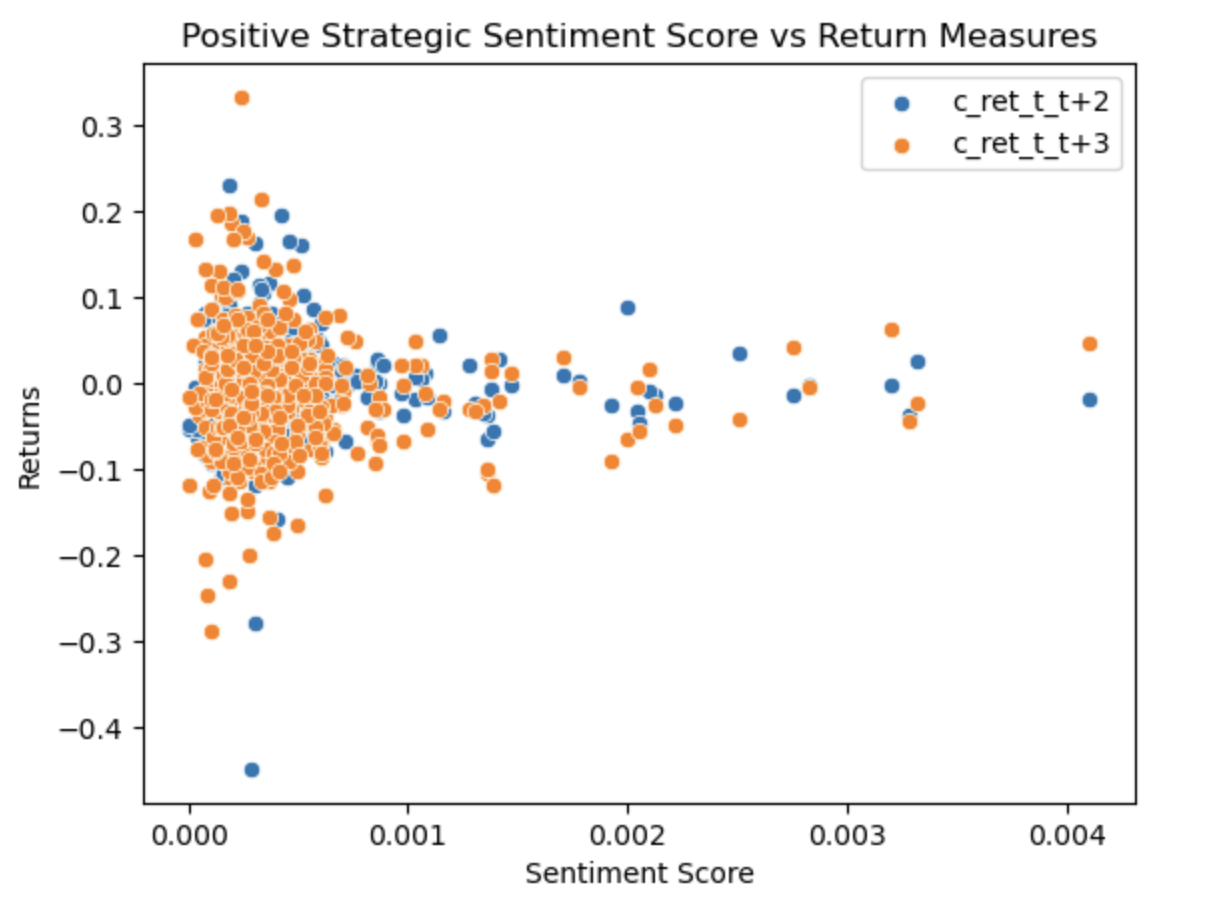 Positive Strategic Sentiment Score vs Return Measures
c_ret_t_t+2
c_ret_t_t+3
Returns
0.3
0.2
0.1
0.0
−0.1
−0.2
−0.3
−0.4
0.000 0.001 0.002 0.003 0.004
Sentiment Score